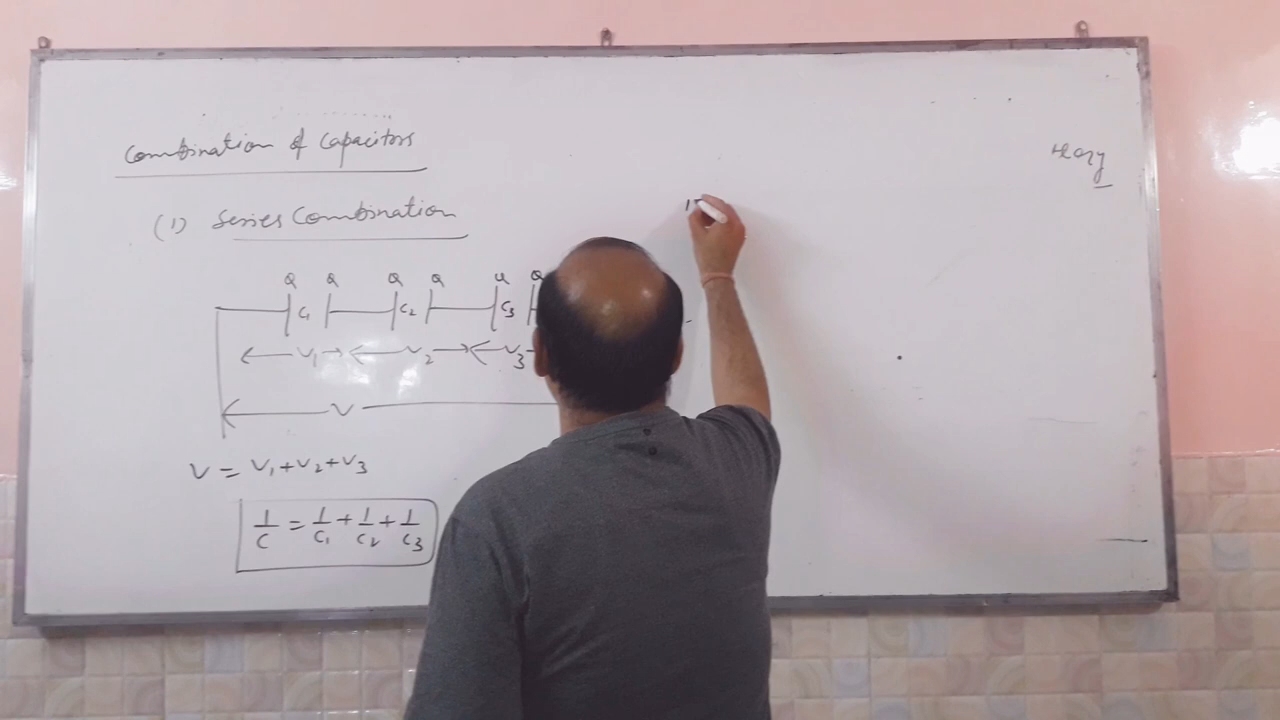 Combination of Capacitors
(1) Series Combination
Q Q Q Q Q Q
C₁ C₂ C₃
V₁ V₂ V₃
V
V = V₁+V₂+V₃
1/C = 1/C₁ + 1/C₂ + 1/C₃